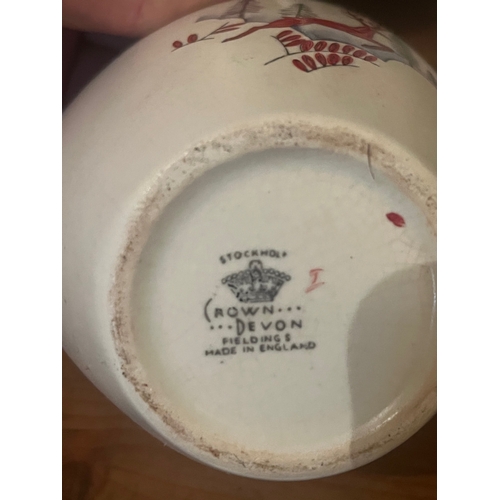 STOCKHOLM
CROWN...
...DEVON
FIELDINGS
MADE IN ENGLAND
I